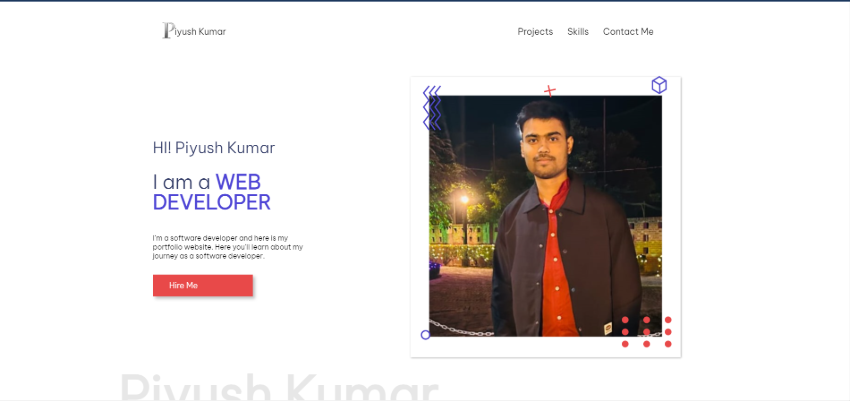 Piyush Kumar
Projects Skills Contact Me
HI! Piyush Kumar
I am a WEB
DEVELOPER
I'm a software developer and here is my
portfolio website. Here you'll learn about my
journey as a software developer.
Hire Me
Piyush Kumar